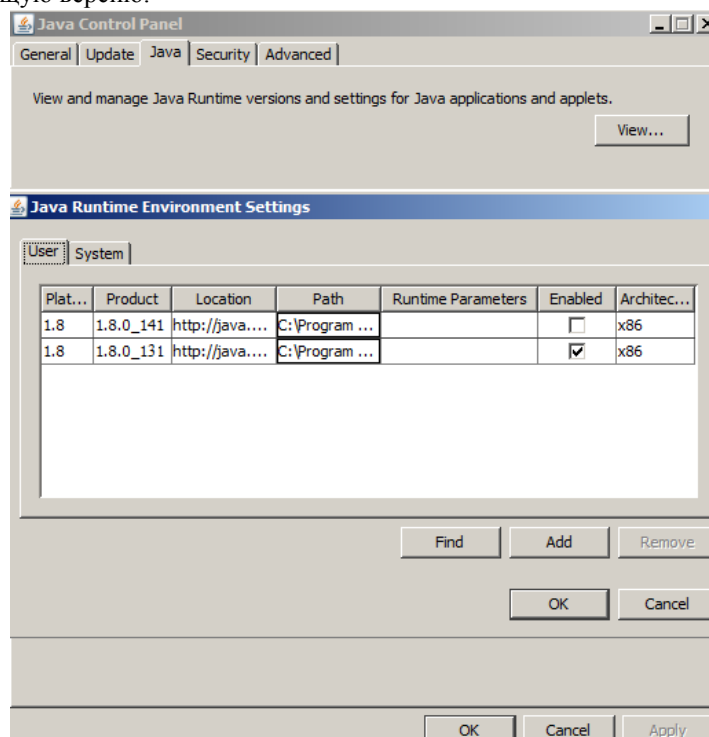 щую версию.
Java Control Panel
General Update Java Security Advanced
View and manage Java Runtime versions and settings for Java applications and applets.
View...
Java Runtime Environment Settings
User System
Plat... Product Location Path Runtime Parameters Enabled Architec...
1.8 1.8.0_141 http://java.... C:\Program ... x86
1.8 1.8.0_131 http://java.... C:\Program ... x86
Find Add Remove
OK Cancel
OK Cancel Apply